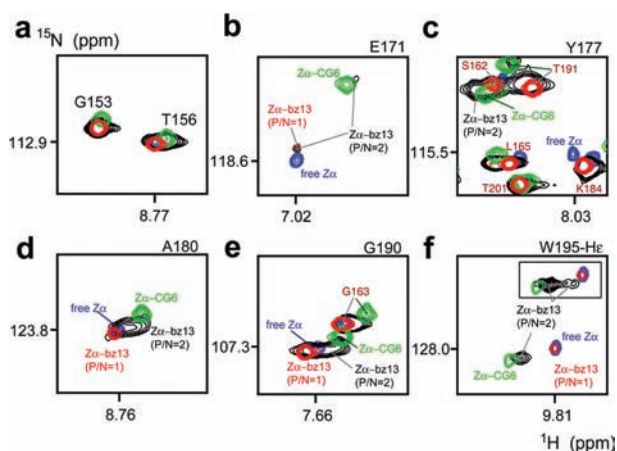 a
¹⁵N (ppm)
G153
T156
112.9
8.77
b
E171
Zα-CG6
Zα-bz13
(P/N=1)
Zα-bz13
(P/N=2)
free Zα
118.6
7.02
c
Y177
S162
T191
Zα-bz13
(P/N=2)
Zα-CG6
free Zα
115.5
L165
T201
K184
8.03
d
A180
free Zα
Zα-CG6
123.8
Zα-bz13
(P/N=1)
Zα-bz13
(P/N=2)
8.76
e
G190
G163
free Zα
Zα-CG6
107.3
Zα-bz13
(P/N=1)
Zα-bz13
(P/N=2)
7.66
f
W195-Hε
Zα-bz13
(P/N=2)
free Zα
128.0
Zα-CG6
Zα-bz13
(P/N=1)
9.81
¹H (ppm)